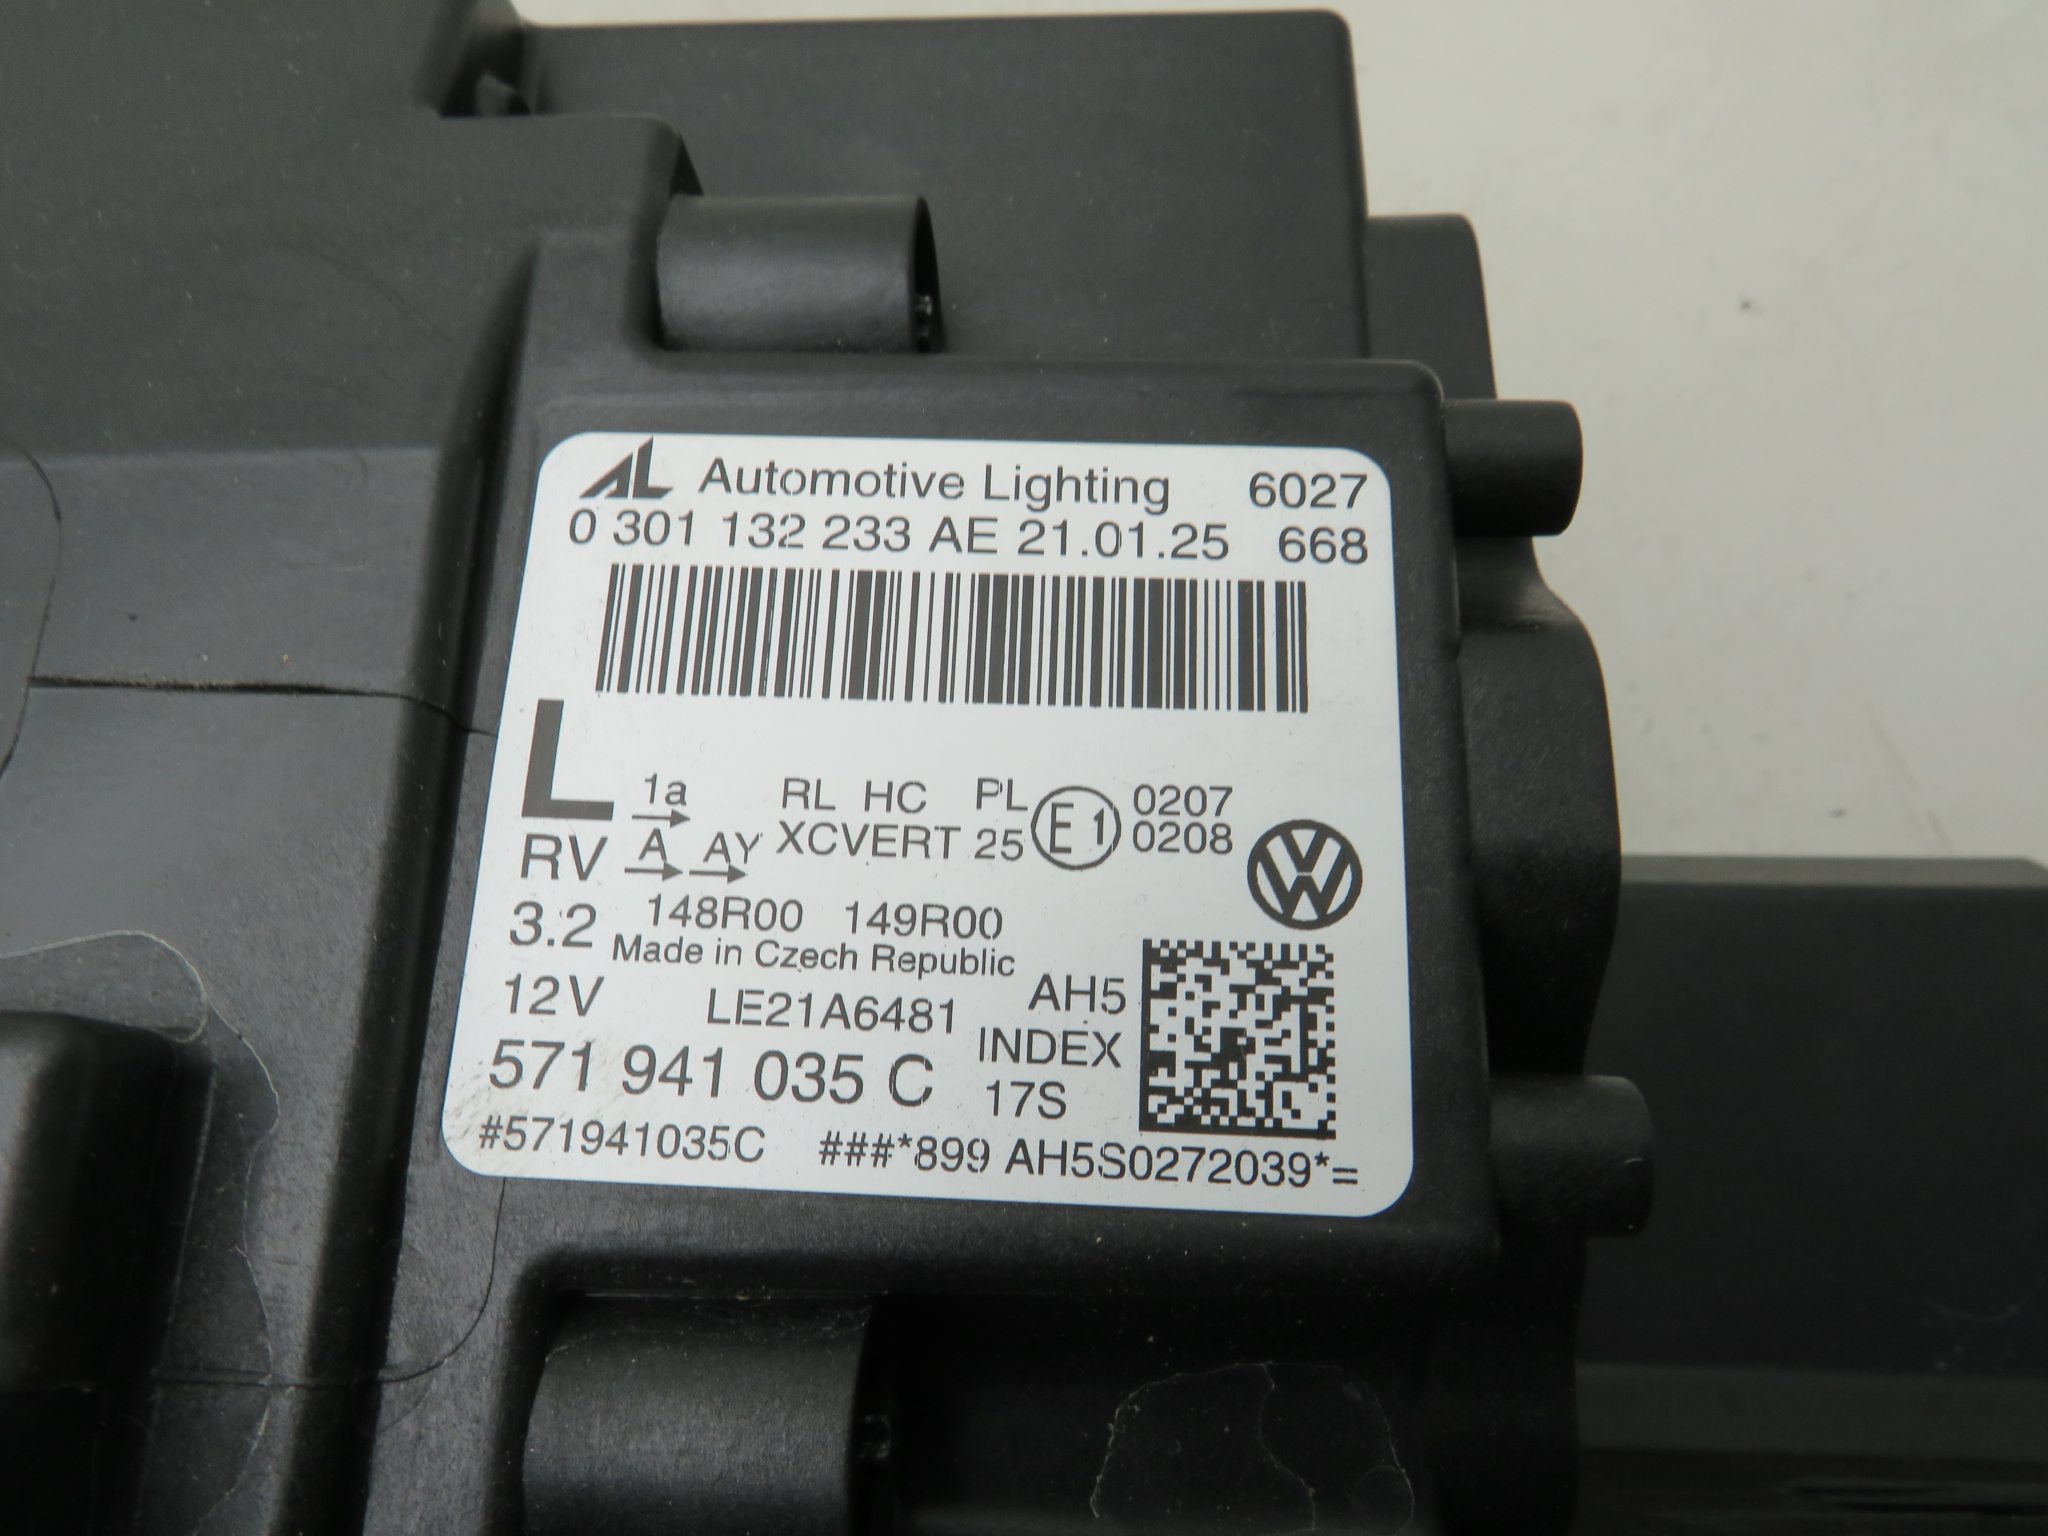 AL Automotive Lighting 6027
0 301 132 233 AE 21.01.25 668
L 1a RL HC PL E1 0207
RV A AY XCVERT 25 0208
3.2 148R00 149R00
Made in Czech Republic
12V LE21A6481 AH5
571 941 035 C INDEX
17S
#571941035C ###*899 AH5S0272039*=